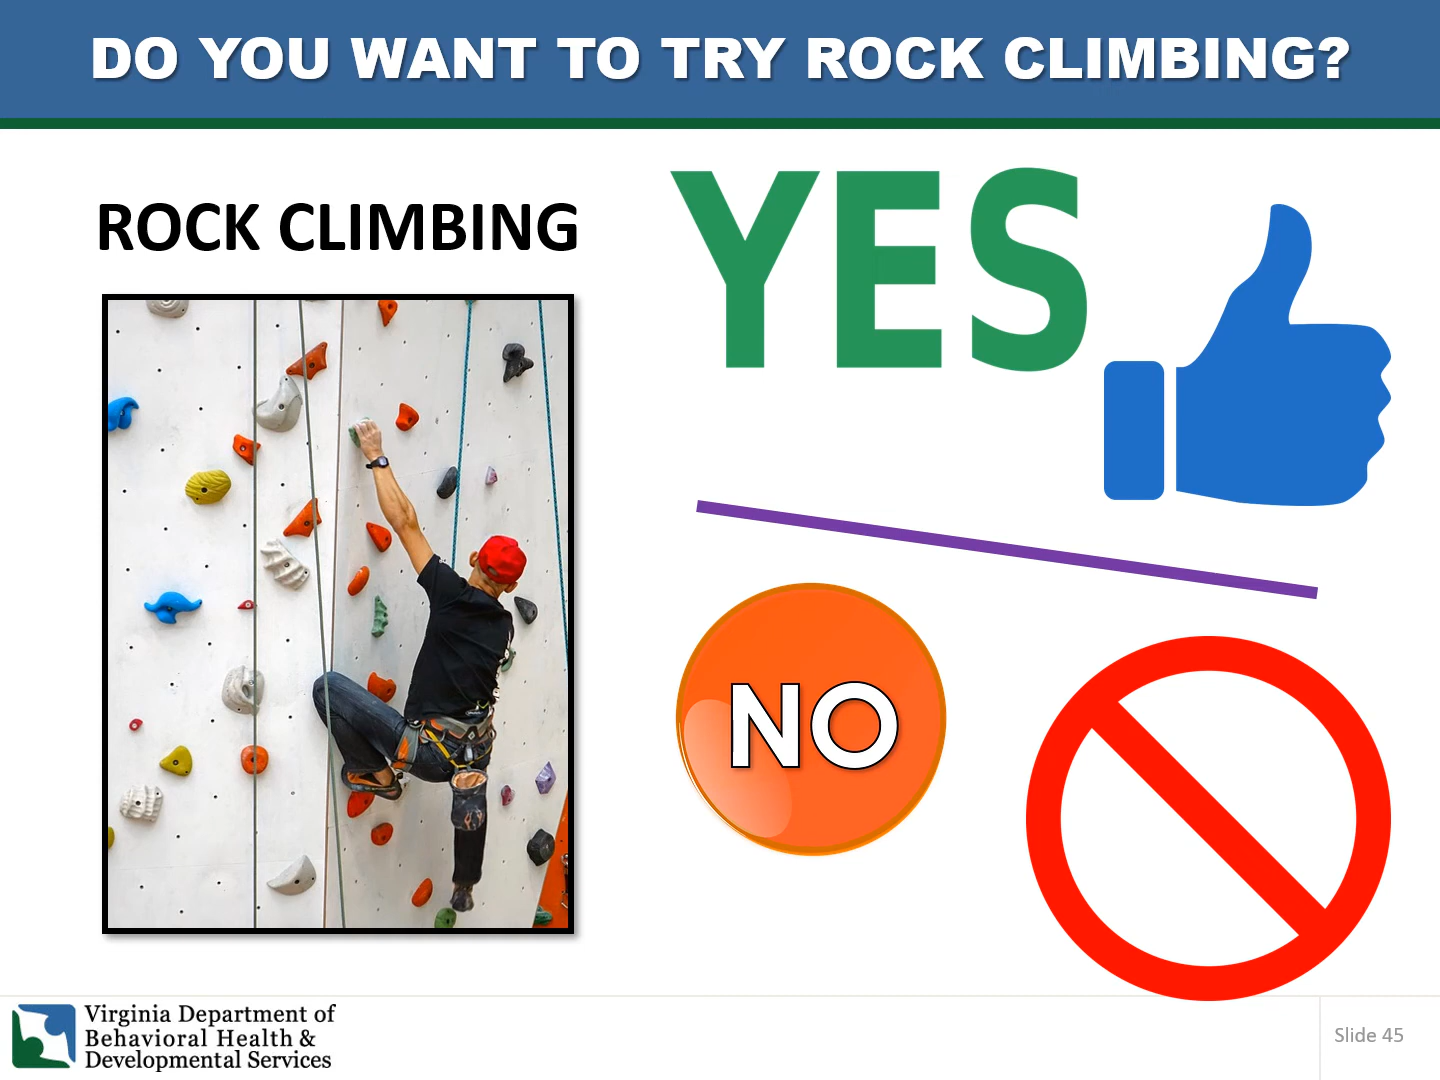 DO YOU WANT TO TRY ROCK CLIMBING?
ROCK CLIMBING
YES
NO
Virginia Department of
Behavioral Health &
Developmental Services
Slide 45